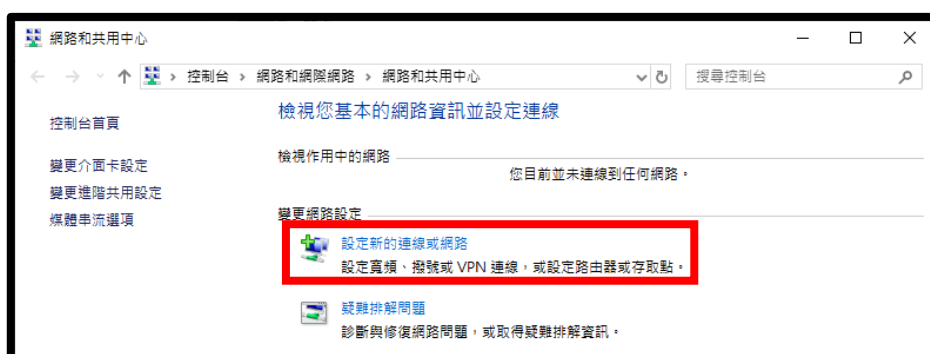 網路和共用中心
控制台 › 網路和網際網路 › 網路和共用中心
搜尋控制台
控制台首頁
變更介面卡設定
變更進階共用設定
媒體串流選項
檢視您基本的網路資訊並設定連線
檢視作用中的網路
您目前並未連線到任何網路。
變更網路設定
設定新的連線或網路
設定寬頻、撥號或 VPN 連線，或設定路由器或存取點。
疑難排解問題
診斷與修復網路問題，或取得疑難排解資訊。